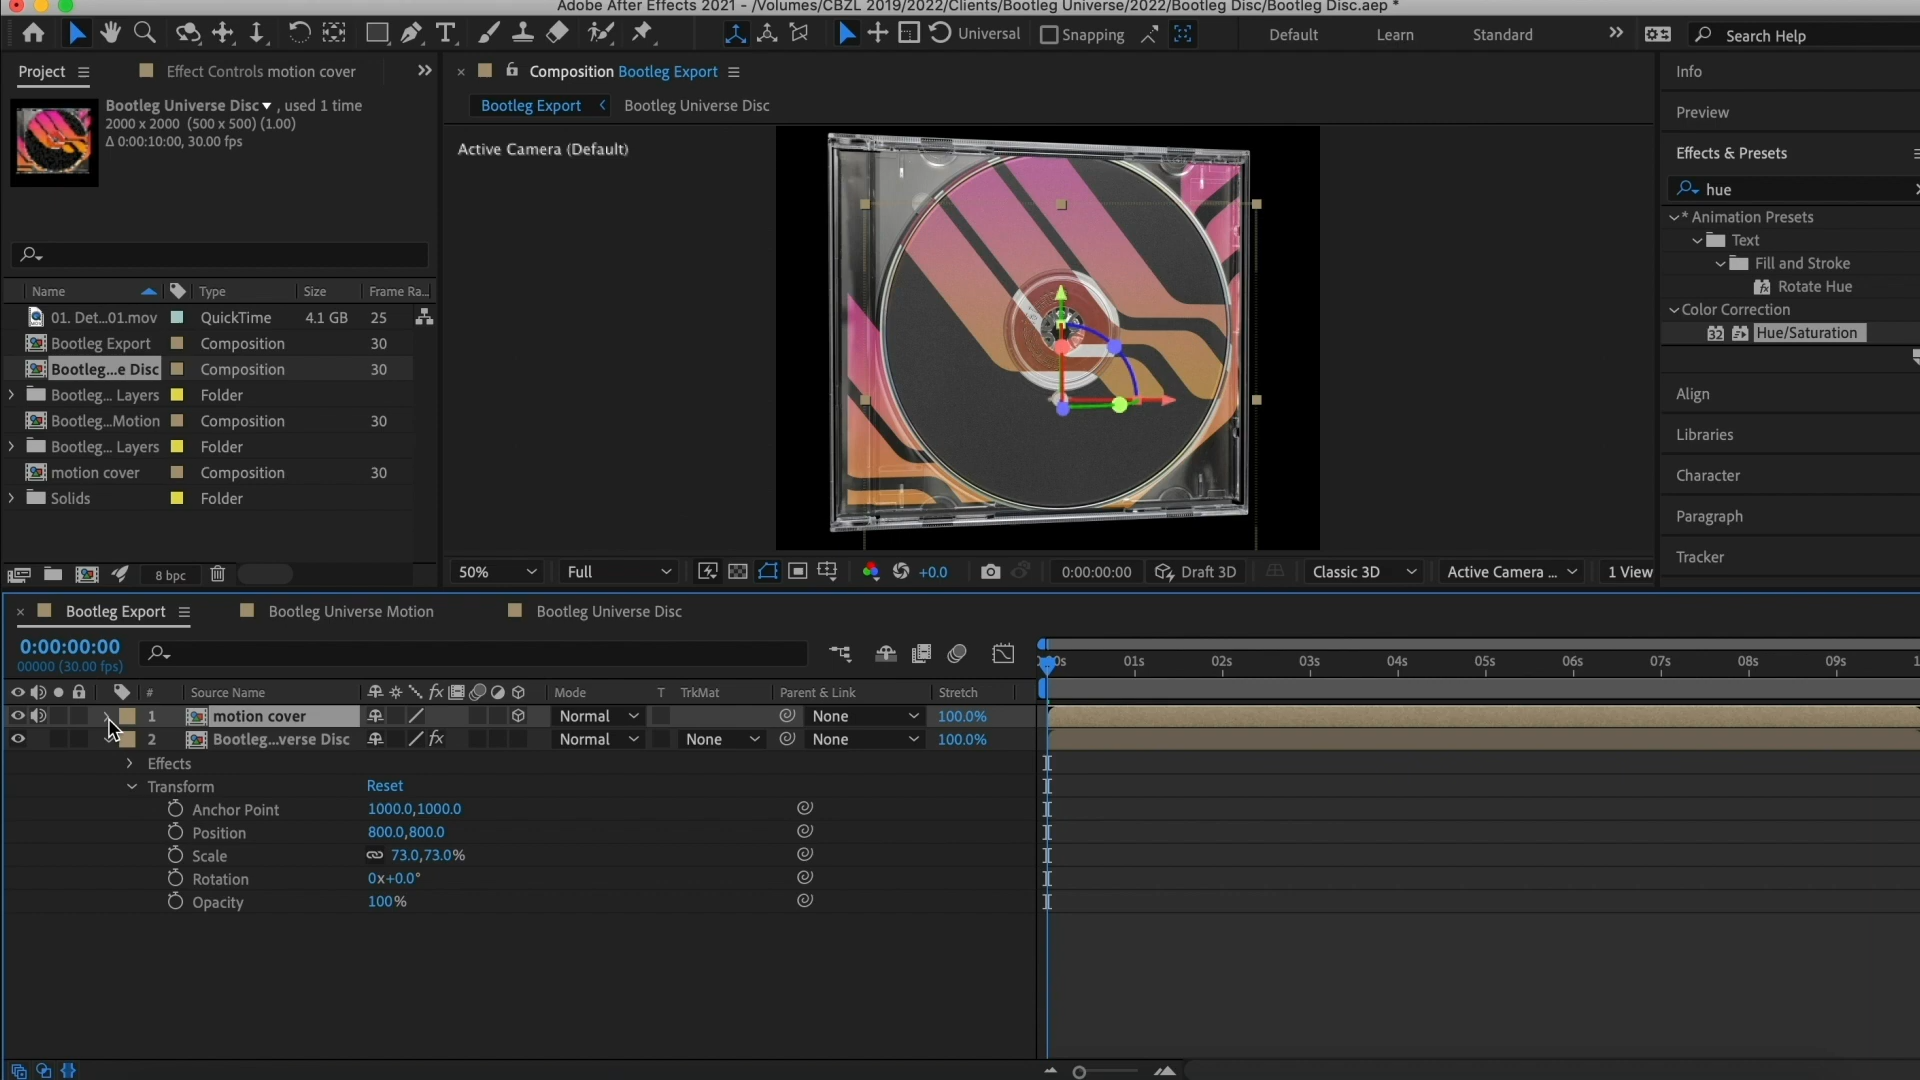 Adobe After Effects 2021 - /Volumes/CBZL 2019/2022/Clients/Bootleg Universe/2022/Bootleg Disc/Bootleg Disc.aep *
Universal
Snapping
Default
Learn
Standard
Search Help
Project
Effect Controls motion cover
Composition Bootleg Export
Bootleg Export
Bootleg Universe Disc
Bootleg Universe Disc, used 1 time
2000 x 2000 (500 x 500) (1.00)
Δ 0:00:10:00, 30.00 fps
Active Camera (Default)
Name Type Size Frame Ra...
01. Det...01.mov QuickTime 4.1 GB 25
Bootleg Export Composition 30
Bootleg...e Disc Composition 30
Bootleg... Layers Folder
Bootleg...Motion Composition 30
Bootleg... Layers Folder
motion cover Composition 30
Solids Folder
8 bpc
50% Full +0.0 0:00:00:00 Draft 3D Classic 3D Active Camera ... 1 View
Info
Preview
Effects & Presets
hue
* Animation Presets
Text
Fill and Stroke
Rotate Hue
Color Correction
32 Hue/Saturation
Align
Libraries
Character
Paragraph
Tracker
Bootleg Export Bootleg Universe Motion Bootleg Universe Disc
0:00:00:00
00000 (30.00 fps)
01s 02s 03s 04s 05s 06s 07s 08s 09s
# Source Name fx Mode T TrkMat Parent & Link Stretch
1 motion cover Normal None 100.0%
2 Bootleg...verse Disc fx Normal None None 100.0%
Effects
Transform Reset
Anchor Point 1000.0,1000.0
Position 800.0,800.0
Scale 73.0,73.0%
Rotation 0x+0.0°
Opacity 100%